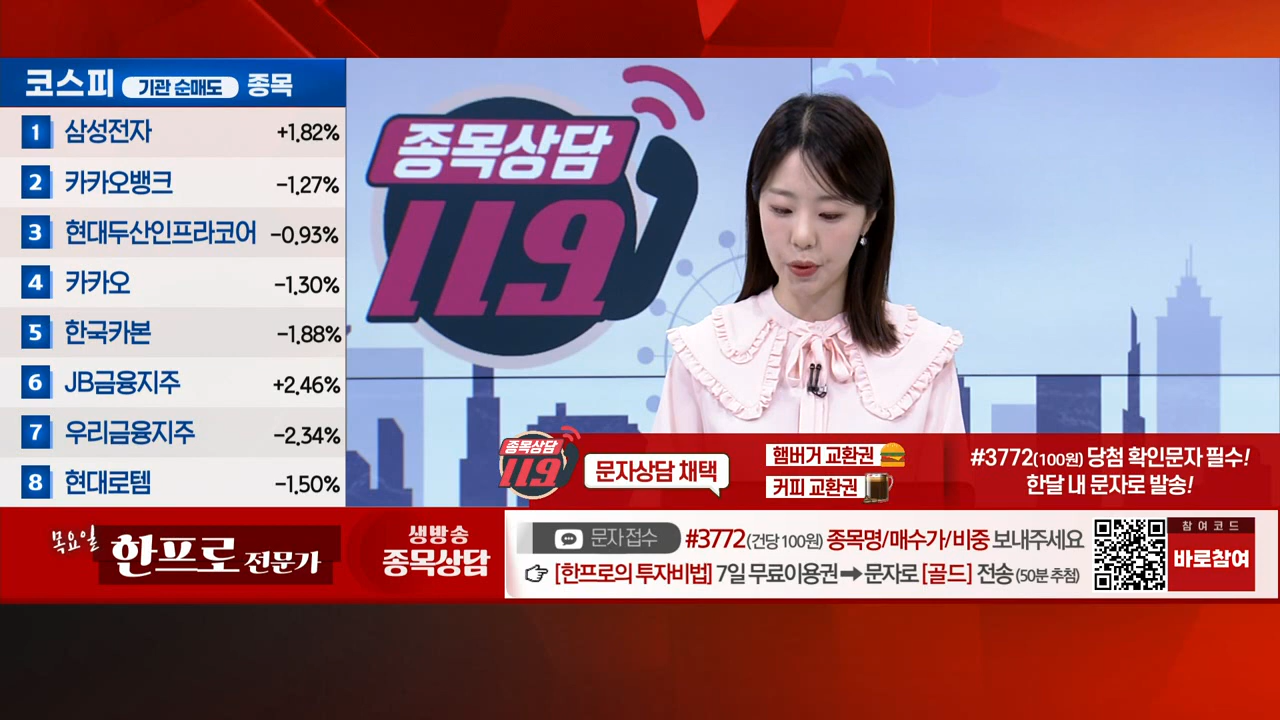 코스피 기관 순매도 종목
1 삼성전자 +1.82%
2 카카오뱅크 -1.27%
3 현대두산인프라코어 -0.93%
4 카카오 -1.30%
5 한국카본 -1.88%
6 JB금융지주 +2.46%
7 우리금융지주 -2.34%
8 현대로템 -1.50%
종목상담
119
종목상담
119
문자상담 채택
햄버거 교환권
커피 교환권
#3772(100원) 당첨 확인문자 필수!
한달 내 문자로 발송!
목요일 한프로 전문가
생방송
종목상담
문자접수 #3772(건당 100원) 종목명/매수가/비중 보내주세요
[한프로의 투자비법] 7일 무료이용권➡문자로 [골드] 전송 (50분 추첨)
참여코드
바로참여